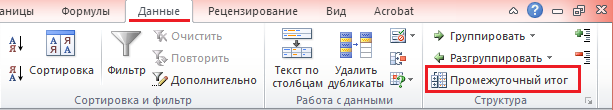 раницы Формулы Данные Рецензирование Вид Acrobat
А Я Я А Сортировка Фильтр Очистить Повторить Дополнительно
Текст по столбцам Удалить дубликаты
Группировать
Разгруппировать
Промежуточный итог
Сортировка и фильтр Работа с данными Структура